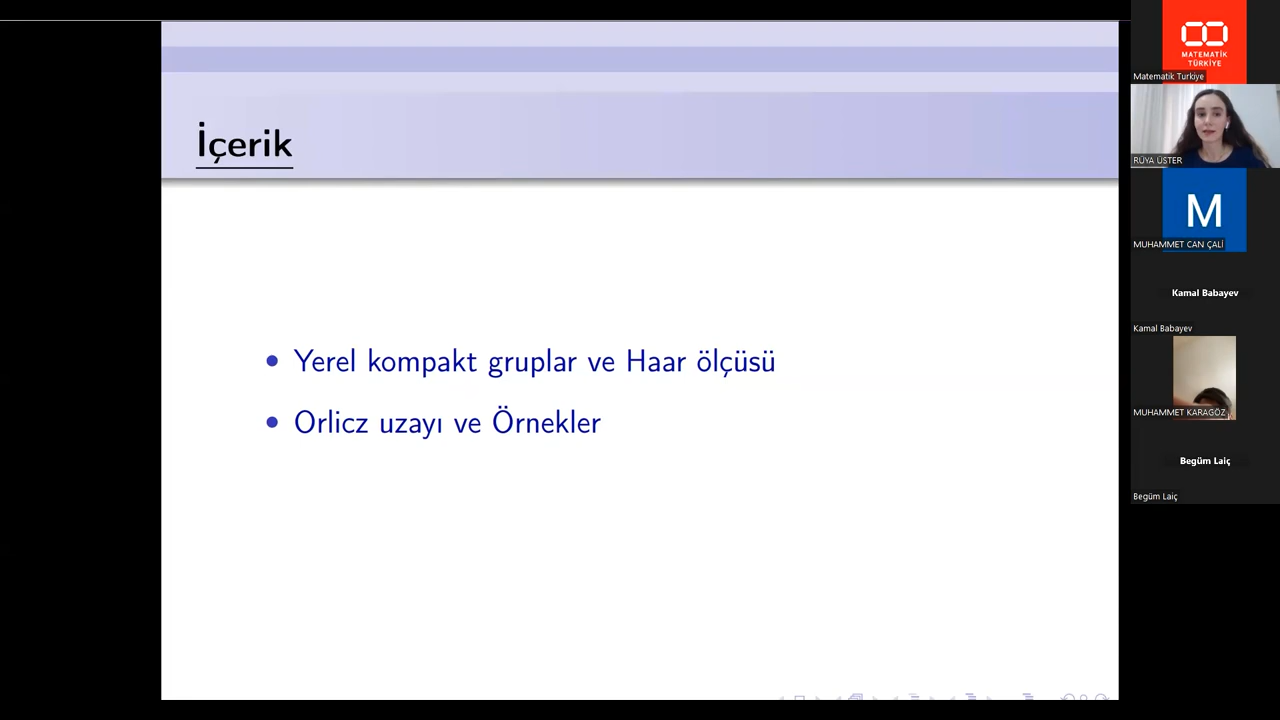 İçerik
• Yerel kompakt gruplar ve Haar ölçüsü
• Orlicz uzayı ve Örnekler
MATEMATİK
TÜRKİYE
Matematik Turkiye
RÜYA ÜSTER
M
MUHAMMET CAN ÇALİ
Kamal Babayev
Kamal Babayev
MUHAMMET KARAGÖZ
Begüm Laiç
Begüm Laiç